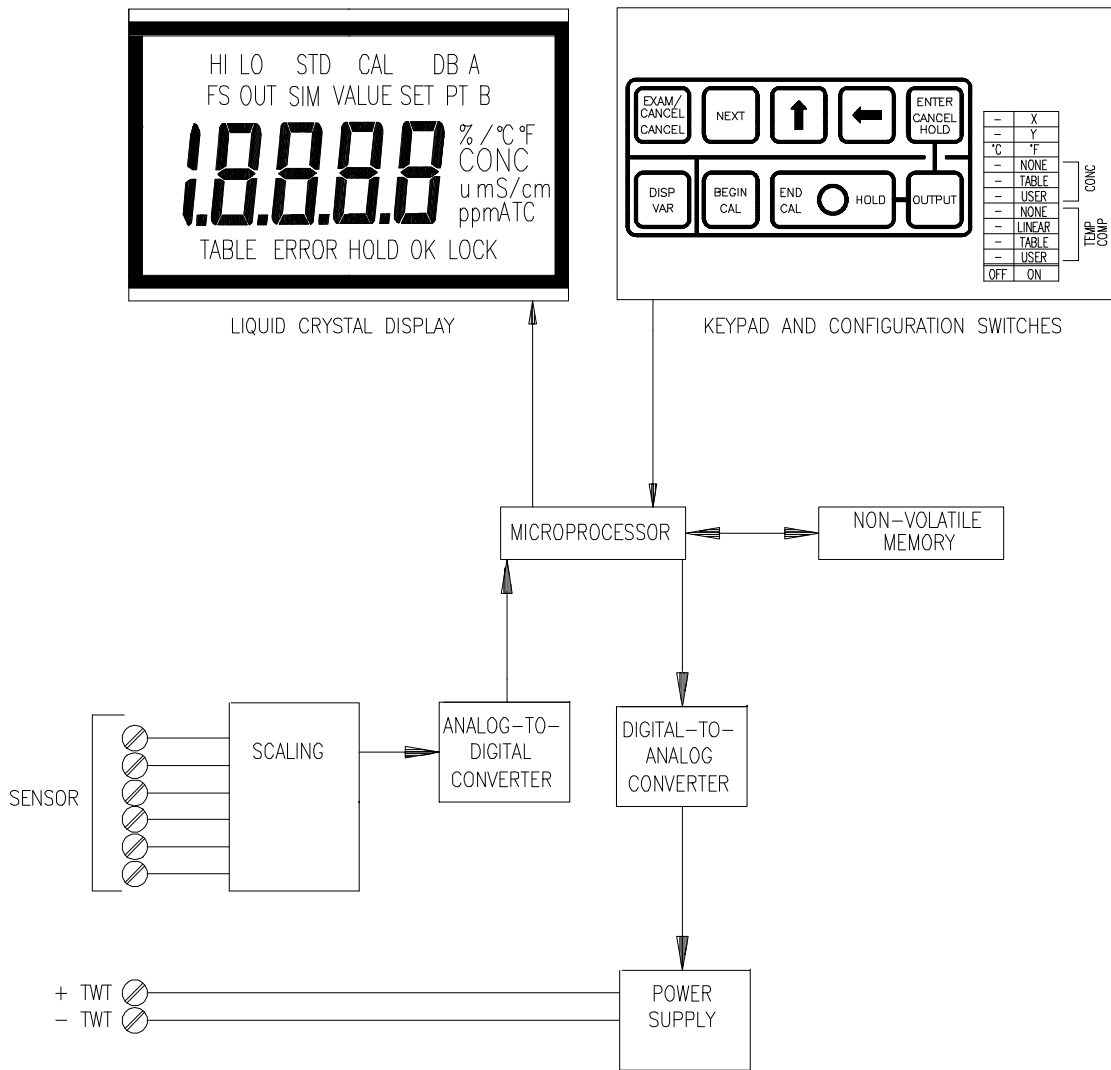 HI LO STD CAL DB A
FS OUT SIM VALUE SET PT B
18.8.8.8
% / °C °F
CONC
u mS/cm
ppmATC
TABLE ERROR HOLD OK LOCK
LIQUID CRYSTAL DISPLAY
EXAM/
CANCEL
CANCEL
NEXT
ENTER
CANCEL
HOLD
DISP
VAR
BEGIN
CAL
END
CAL
HOLD
OUTPUT
– X
– Y
°C °F
– NONE
– TABLE
– USER
– NONE
– LINEAR
– TABLE
– USER
OFF ON
CONC
TEMP
COMP
KEYPAD AND CONFIGURATION SWITCHES
MICROPROCESSOR
NON–VOLATILE
MEMORY
SENSOR
SCALING
ANALOG–TO–
DIGITAL
CONVERTER
DIGITAL–TO–
ANALOG
CONVERTER
+ TWT
– TWT
POWER
SUPPLY